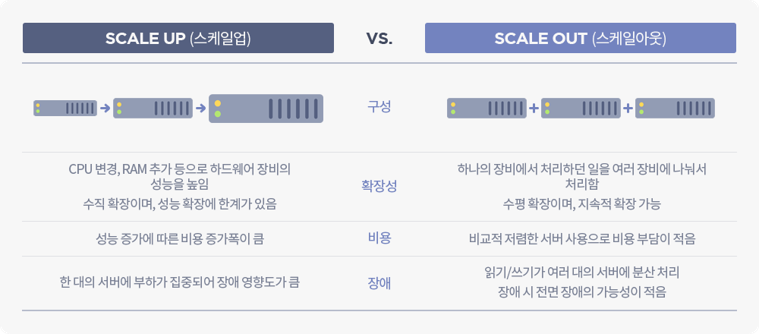 SCALE UP (스케일업)
VS.
SCALE OUT (스케일아웃)
구성
CPU 변경, RAM 추가 등으로 하드웨어 장비의
성능을 높임
수직 확장이며, 성능 확장에 한계가 있음
확장성
하나의 장비에서 처리하던 일을 여러 장비에 나눠서
처리함
수평 확장이며, 지속적 확장 가능
성능 증가에 따른 비용 증가폭이 큼
비용
비교적 저렴한 서버 사용으로 비용 부담이 적음
한 대의 서버에 부하가 집중되어 장애 영향도가 큼
장애
읽기/쓰기가 여러 대의 서버에 분산 처리
장애 시 전면 장애의 가능성이 적음